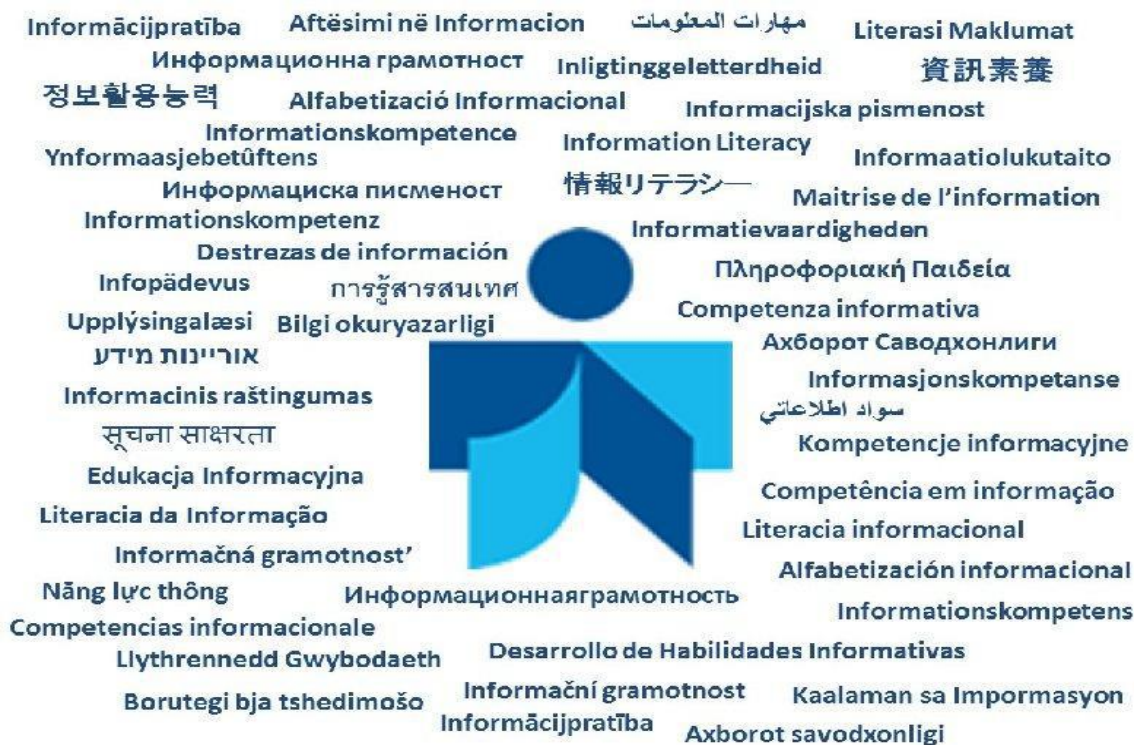 Informācijpratība
Aftësimi në Informacion
مهارات المعلومات
Literasi Maklumat
Информационна грамотност
Inligtinggeletterdheid
資訊素養
正보활용능력
Alfabetizació Informacional
Informacijska pismenost
Informationskompetence
Information Literacy
Ynformaasjebetûftens
Informaatiolukutaito
Информациска писменост
情報リテラシー
Maitrise de l’information
Informationskompetenz
Informatievaardigheden
Destrezas de información
Πληροφοριακή Παιδεία
Infopädevus
การรู้สารสนเทศ
Competenza informativa
Upplýsingalæsi
Bilgi okuryazarligi
Ахборот Саводхонлиги
אוריינות מידע
Informasjonskompetanse
Informacinis raštingumas
سواد اطلاعاتي
सूचना साक्षरता
Kompetencje informacyjne
Edukacja Informacyjna
Competência em informação
Literacia da Informação
Literacia informacional
Informačná gramotnost’
Alfabetización informacional
Năng lực thông
Информационнаяграмотность
Informationskompetens
Competencias informacionale
Llythrennedd Gwybodaeth
Desarrollo de Habilidades Informativas
Borutegi bja tshedimošo
Informační gramotnost
Kaalaman sa Impormasyon
Informācijpratība
Axborot savodxonligi